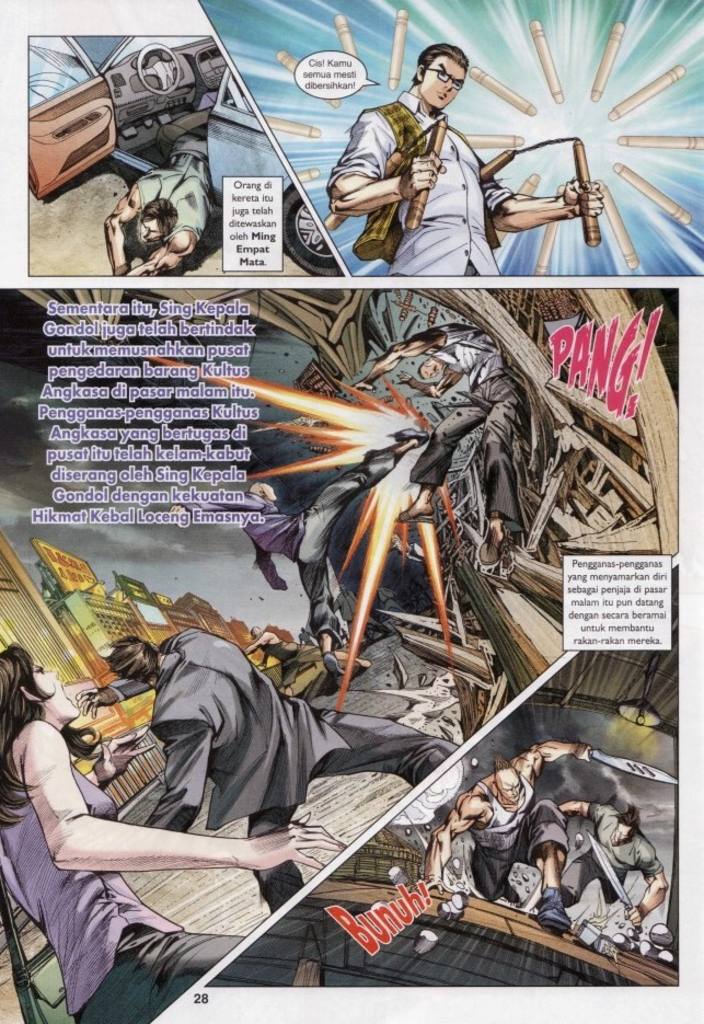 Cis! Kamu
semua mesti
dibersihkan!
Orang di
kereta itu
juga telah
ditewaskan
oleh Ming
Empat
Mata.
Sementara itu, Sing Kepala
Gondol juga telah bertindak
untuk memusnahkan pusat
pengedaran barang Kultus
Angkasa di pasar malam itu.
Pengganas-pengganas Kultus
Angkasa yang bertugas di
pusat itu telah kelam-kabut
diserang oleh Sing Kepala
Gondol dengan kekuatan
Hikmat Kebal Loceng Emasnya.
PANG!
Pengganas-pengganas
yang menyamarkan diri
sebagai penjaja di pasar
malam itu pun datang
dengan secara beramai
untuk membantu
rakan-rakan mereka.
Bunuh!
28